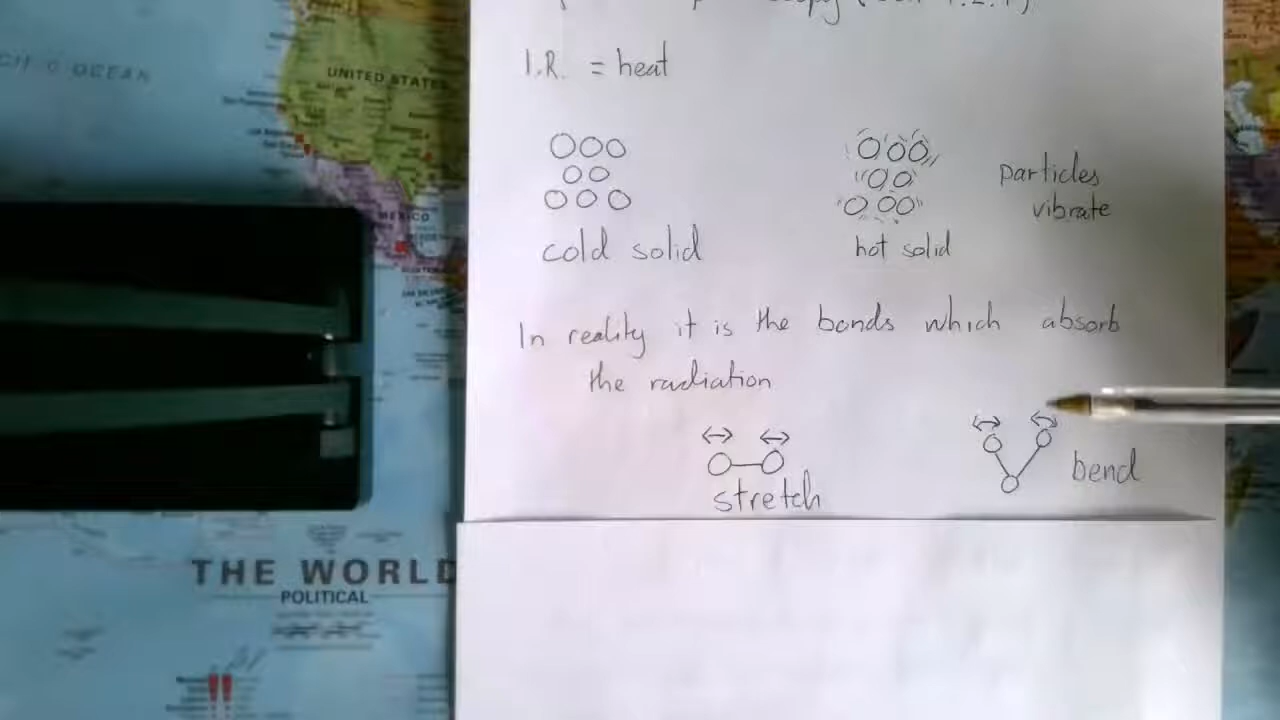 I.R. = heat
particles
vibrate
cold solid
hot solid
In reality it is the bonds which absorb
the radiation
stretch
bend
OCEAN
UNITED STATES
MEXICO
THE WORLD
POLITICAL